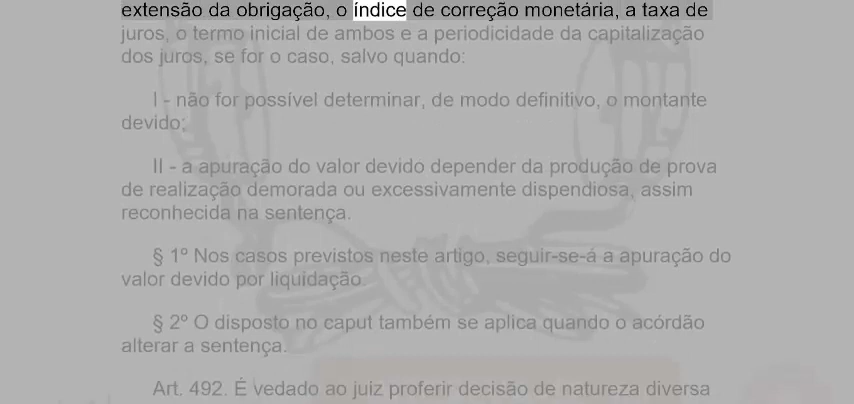 extensão da obrigação, o índice de correção monetária, a taxa de
juros, o termo inicial de ambos e a periodicidade da capitalização
dos juros, se for o caso, salvo quando:
I - não for possível determinar, de modo definitivo, o montante
devido;
II - a apuração do valor devido depender da produção de prova
de realização demorada ou excessivamente dispendiosa, assim
reconhecida na sentença.
§ 1º Nos casos previstos neste artigo, seguir-se-á a apuração do
valor devido por liquidação.
§ 2º O disposto no caput também se aplica quando o acórdão
alterar a sentença.
Art. 492. É vedado ao juiz proferir decisão de natureza diversa